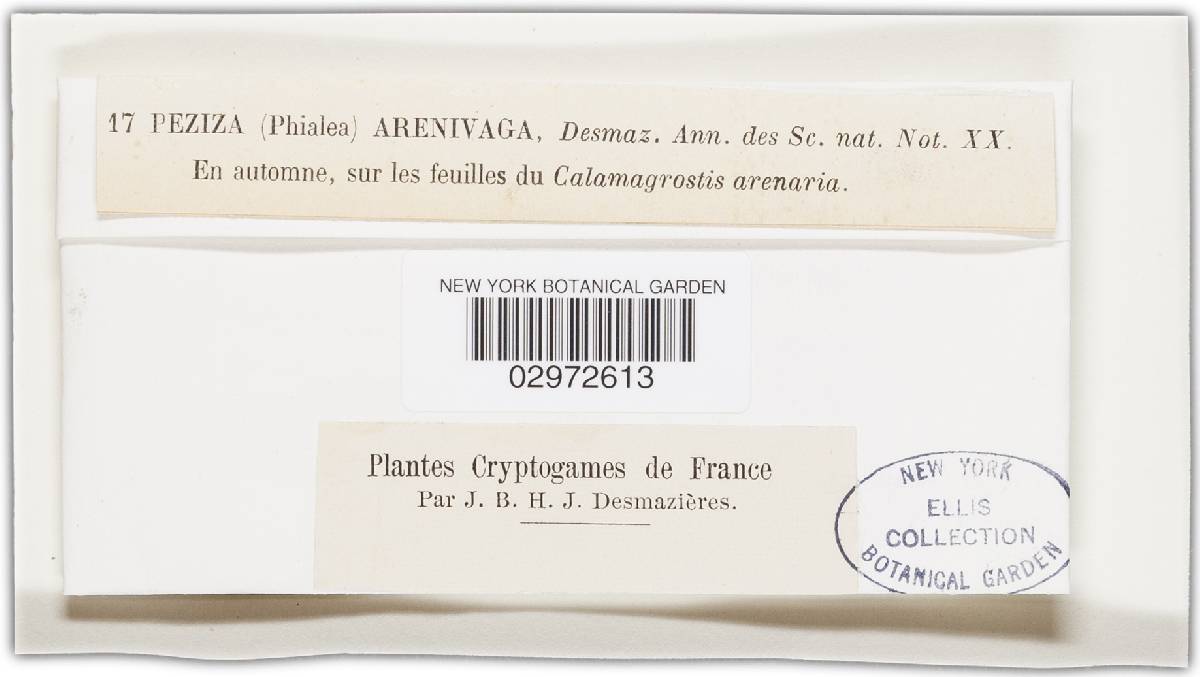 17 PEZIZA (Phialea) ARENIVAGA, Desmaz. Ann. des Sc. nat. Not. XX.
En automne, sur les feuilles du Calamagrostis arenaria.
NEW YORK BOTANICAL GARDEN
02972613
Plantes Cryptogames de France
Par J. B. H. J. Desmazières.
NEW YORK
ELLIS
COLLECTION
BOTANICAL GARDEN